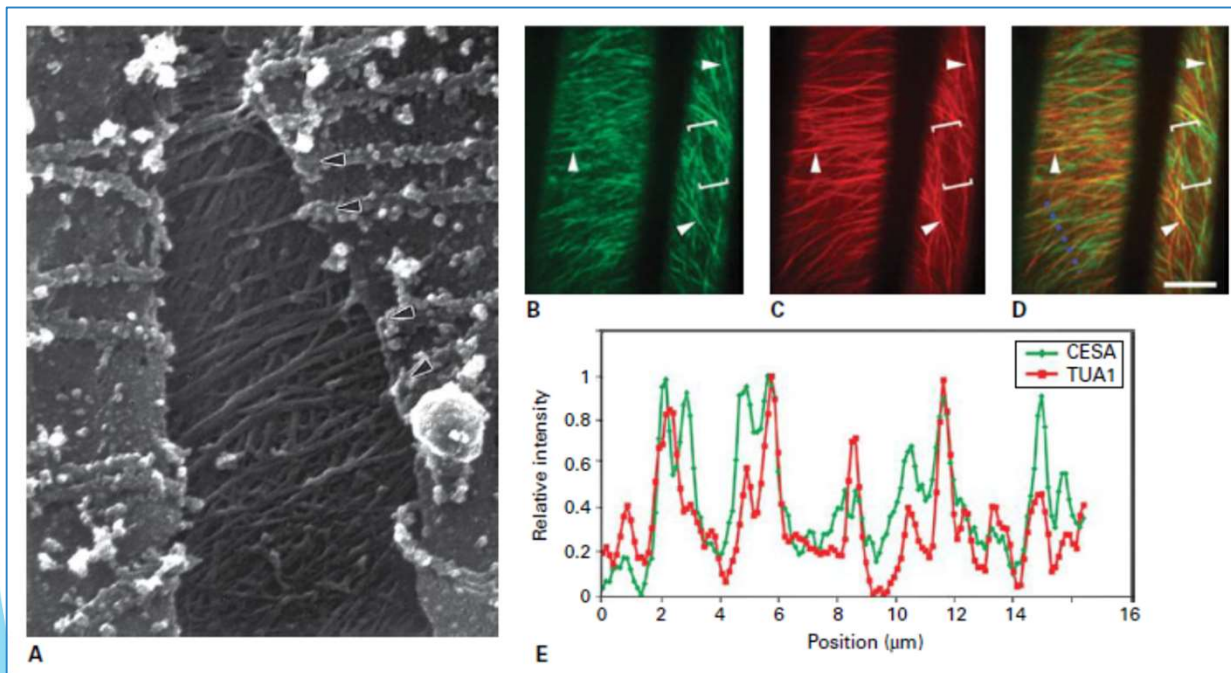 A
B
C
D
E
CESA
TUA1
Relative intensity
1
0.8
0.6
0.4
0.2
0
0 2 4 6 8 10 12 14 16
Position (μm)